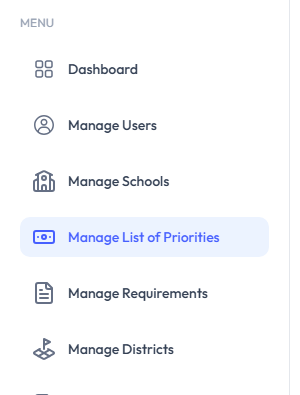 MENU
Dashboard
Manage Users
Manage Schools
Manage List of Priorities
Manage Requirements
Manage Districts